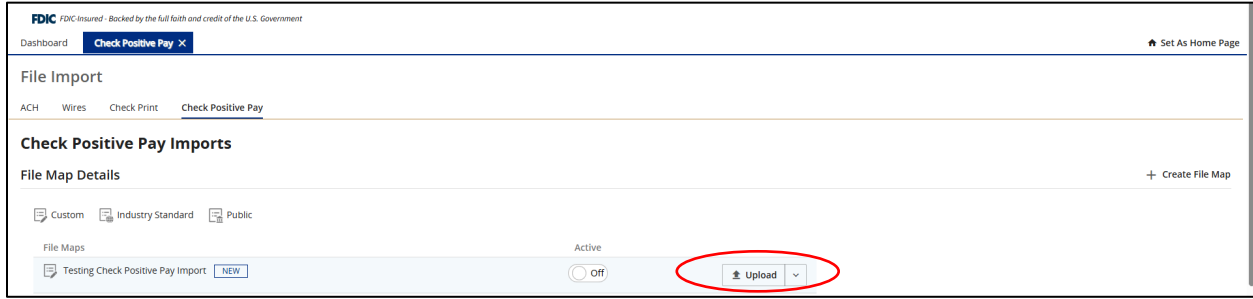 FDIC FDIC-Insured - Backed by the full faith and credit of the U.S. Government
Dashboard Check Positive Pay X Set As Home Page
File Import
ACH Wires Check Print Check Positive Pay
Check Positive Pay Imports
File Map Details + Create File Map
Custom Industry Standard Public
File Maps Active
Testing Check Positive Pay Import NEW Off Upload